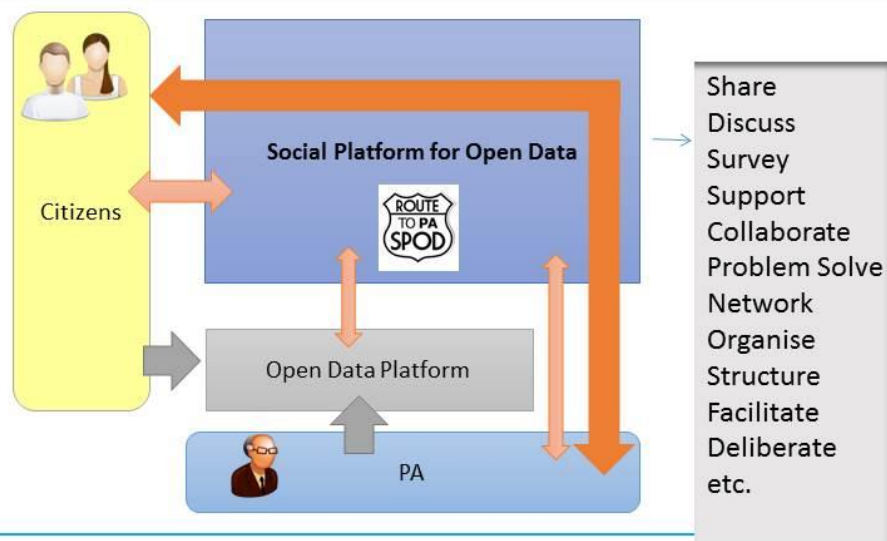 Citizens
Social Platform for Open Data
ROUTE
TO PA
SPOD
Open Data Platform
PA
Share
Discuss
Survey
Support
Collaborate
Problem Solve
Network
Organise
Structure
Facilitate
Deliberate
etc.